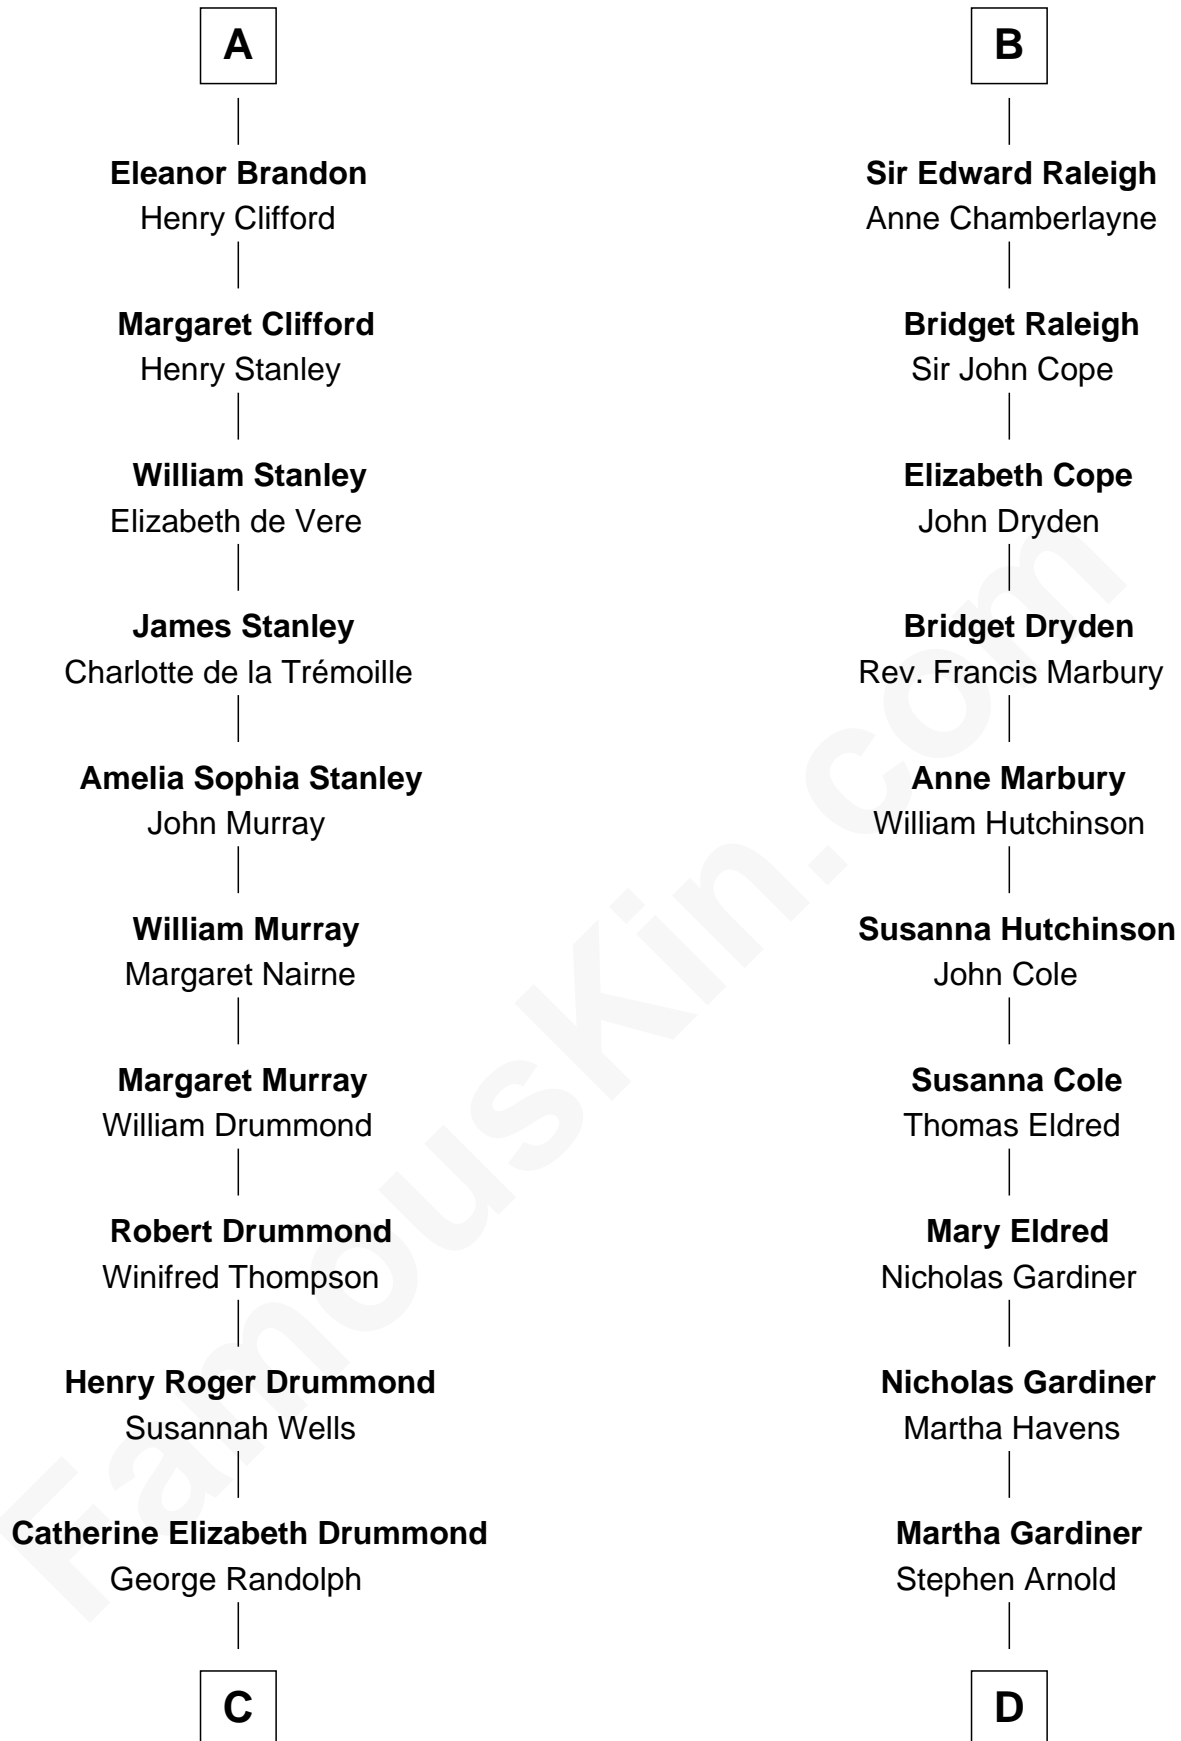 A
Eleanor Brandon
Henry Clifford
Margaret Clifford
Henry Stanley
William Stanley
Elizabeth de Vere
James Stanley
Charlotte de la Trémoille
Amelia Sophia Stanley
John Murray
William Murray
Margaret Nairne
Margaret Murray
William Drummond
Robert Drummond
Winifred Thompson
Henry Roger Drummond
Susannah Wells
Catherine Elizabeth Drummond
George Randolph
C
B
Sir Edward Raleigh
Anne Chamberlayne
Bridget Raleigh
Sir John Cope
Elizabeth Cope
John Dryden
Bridget Dryden
Rev. Francis Marbury
Anne Marbury
William Hutchinson
Susanna Hutchinson
John Cole
Susanna Cole
Thomas Eldred
Mary Eldred
Nicholas Gardiner
Nicholas Gardiner
Martha Havens
Martha Gardiner
Stephen Arnold
D
FamousKin.com